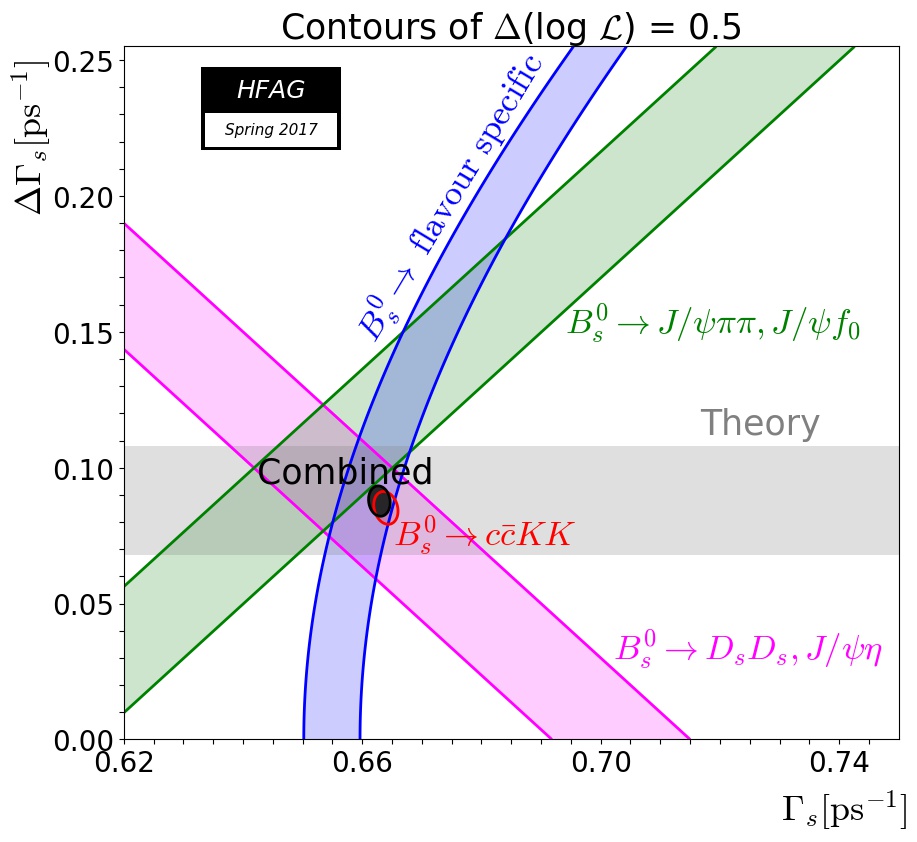 Contours of Δ(log ℒ) = 0.5
ΔΓₛ[ps⁻¹]
0.25
0.20
0.15
0.10
0.05
0.00
HFAG
Spring 2017
B⁰ₛ → flavour specific
B⁰ₛ → J/ψππ, J/ψf₀
Theory
Combined
B⁰ₛ → cc̄KK
B⁰ₛ → DₛDₛ, J/ψη
0.62 0.66 0.70 0.74
Γₛ[ps⁻¹]